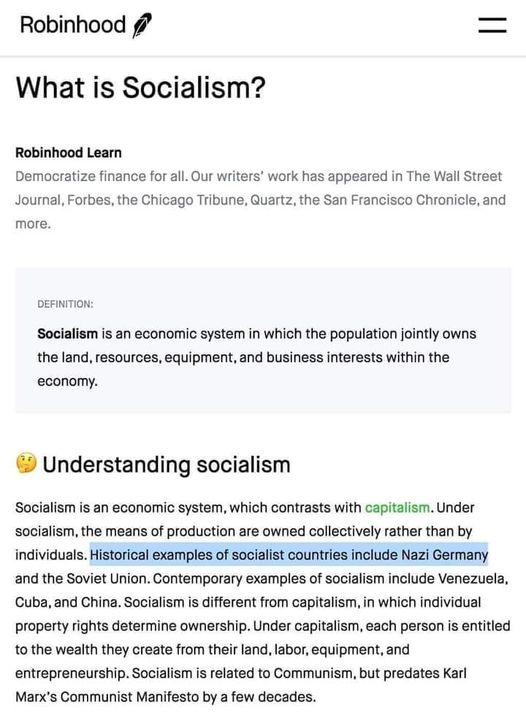 Robinhood
What is Socialism?
Robinhood Learn
Democratize finance for all. Our writers' work has appeared in The Wall Street
Journal, Forbes, the Chicago Tribune, Quartz, the San Francisco Chronicle, and
more.
DEFINITION:
Socialism is an economic system in which the population jointly owns
the land, resources, equipment, and business interests within the
economy.
🤔 Understanding socialism
Socialism is an economic system, which contrasts with capitalism. Under
socialism, the means of production are owned collectively rather than by
individuals. Historical examples of socialist countries include Nazi Germany
and the Soviet Union. Contemporary examples of socialism include Venezuela,
Cuba, and China. Socialism is different from capitalism, in which individual
property rights determine ownership. Under capitalism, each person is entitled
to the wealth they create from their land, labor, equipment, and
entrepreneurship. Socialism is related to Communism, but predates Karl
Marx's Communist Manifesto by a few decades.